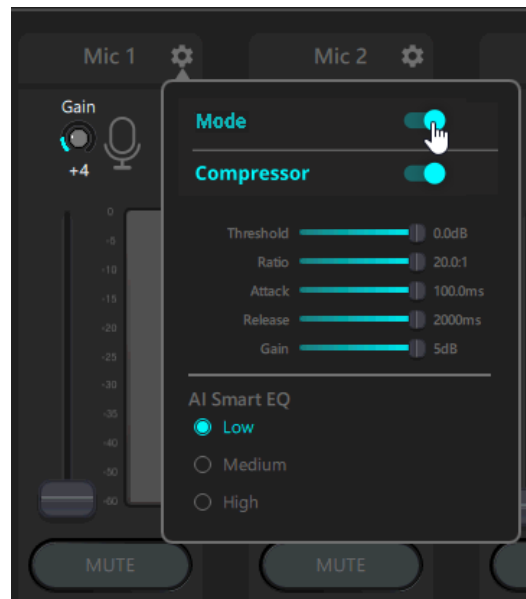 Mic 1
Mic 2
Gain
+4
Mode
Compressor
Threshold 0.0dB
Ratio 20.0:1
Attack 100.0ms
Release 2000ms
Gain 5dB
AI Smart EQ
Low
Medium
High
0
-5
-10
-15
-20
-25
-30
-35
-40
-50
-60
MUTE
MUTE